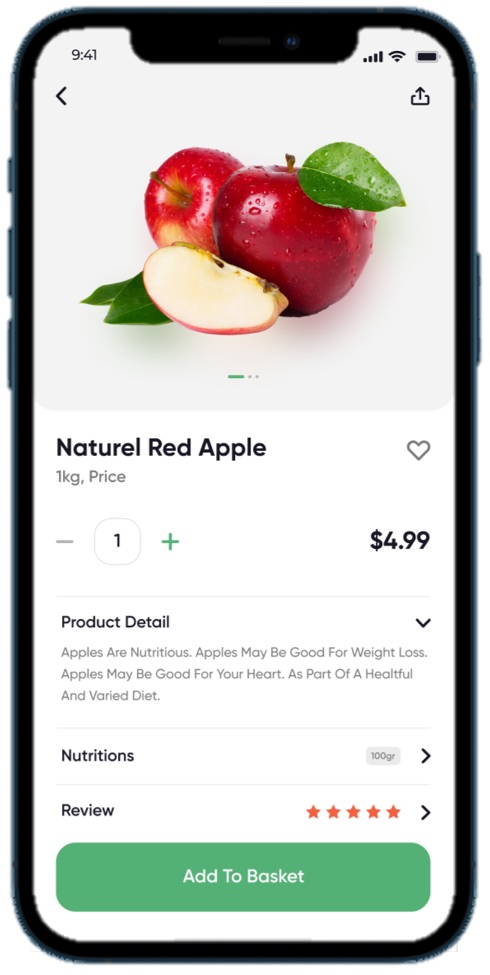 9:41
Naturel Red Apple
1kg, Price
1
$4.99
Product Detail
Apples Are Nutritious. Apples May Be Good For Weight Loss.
Apples May Be Good For Your Heart. As Part Of A Healtful
And Varied Diet.
Nutritions
100gr
Review
Add To Basket